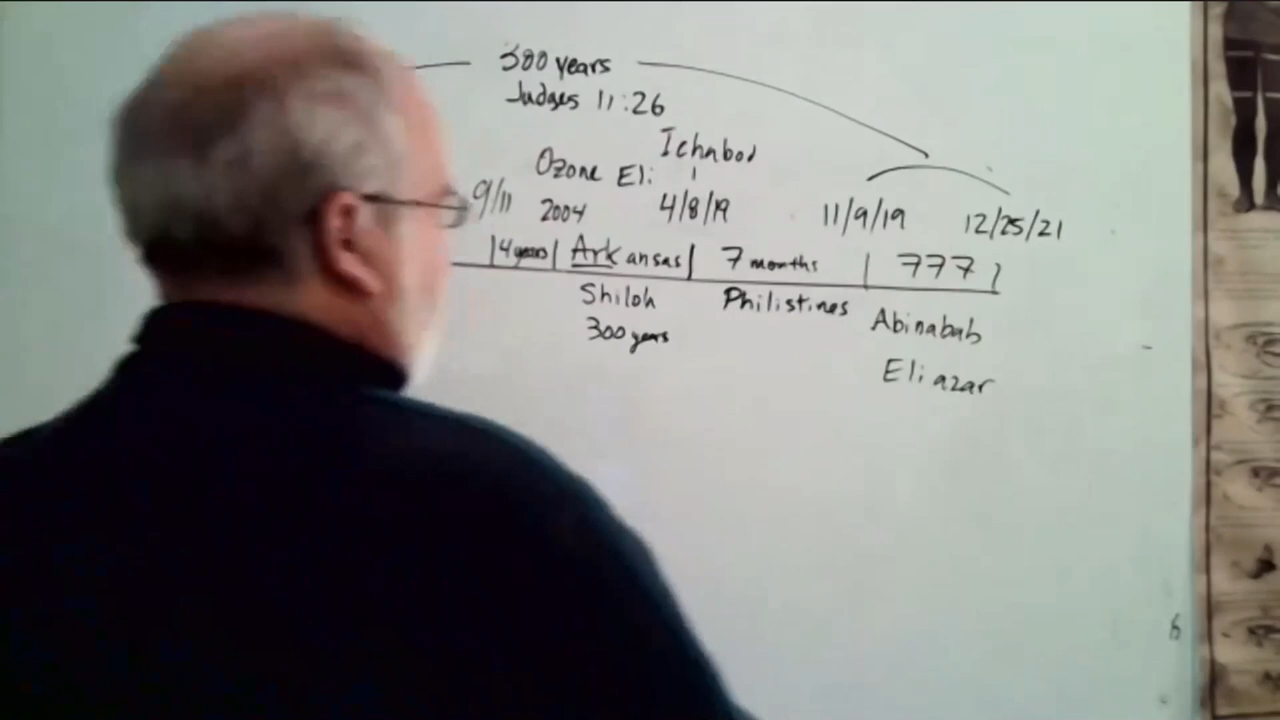 300 years
Judges 11:26
Ichabod
Ozone Eli
9/11 2004 4/8/19 11/9/19 12/25/21
4 years Arkansas 7 months 777
Shiloh Philistines Abinabab
300 years Eliazar